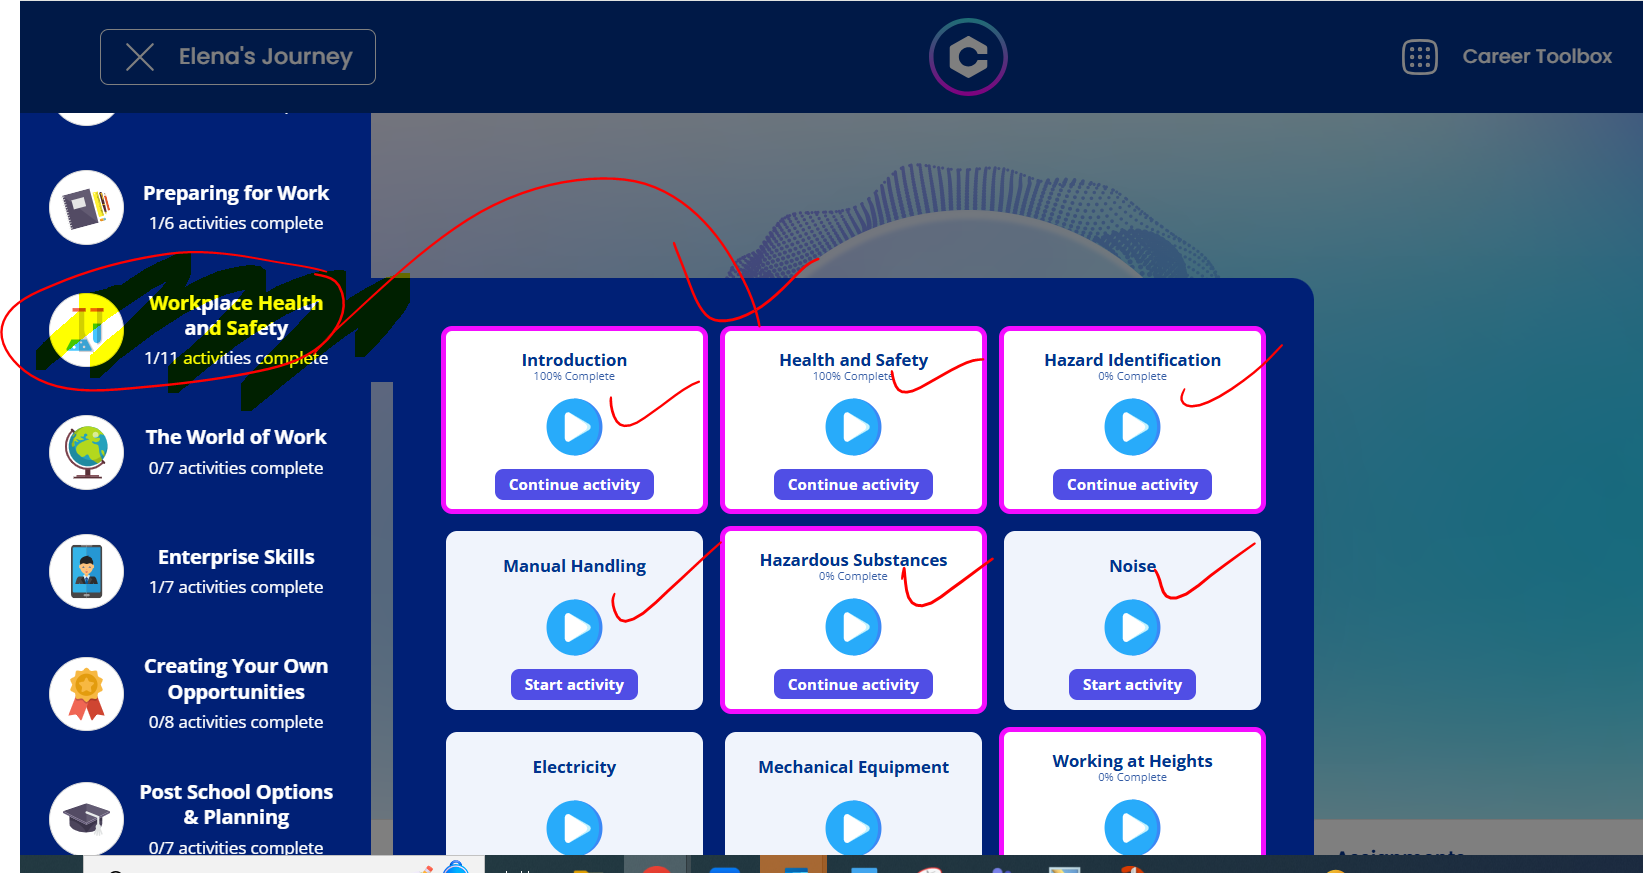 Elena's Journey
Career Toolbox
Preparing for Work
1/6 activities complete
Workplace Health
and Safety
1/11 activities complete
The World of Work
0/7 activities complete
Enterprise Skills
1/7 activities complete
Creating Your Own
Opportunities
0/8 activities complete
Post School Options
& Planning
0/7 activities complete
Introduction
100% Complete
Continue activity
Health and Safety
100% Complete
Continue activity
Hazard Identification
0% Complete
Continue activity
Manual Handling
Start activity
Hazardous Substances
0% Complete
Continue activity
Noise
Start activity
Electricity
Mechanical Equipment
Working at Heights
0% Complete